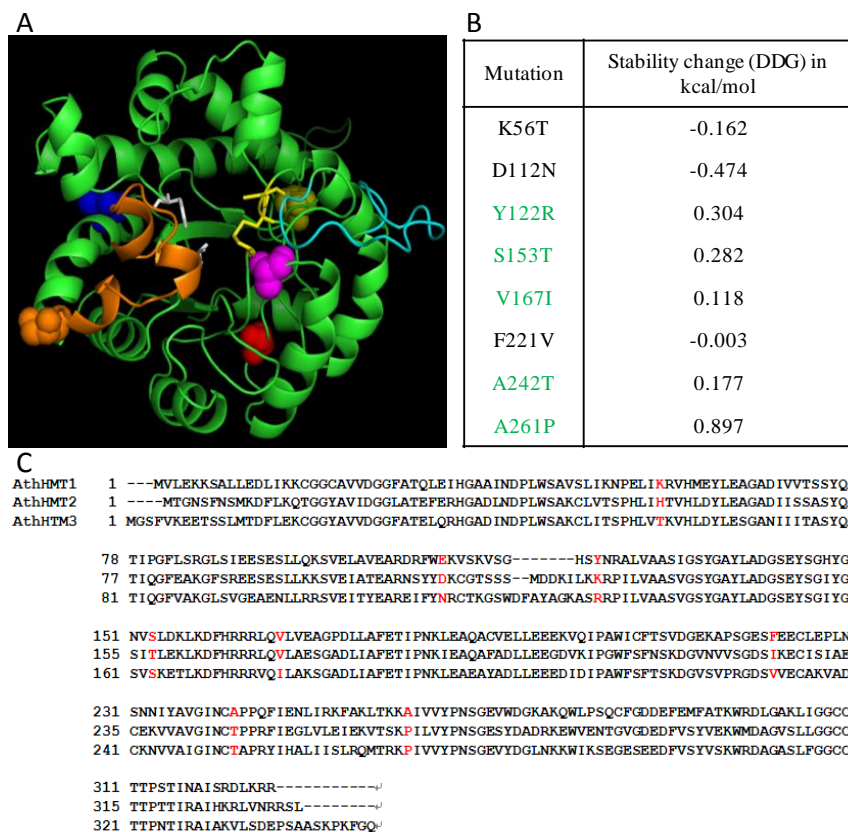 A
B
Mutation Stability change (DDG) in kcal/mol
K56T -0.162
D112N -0.474
Y122R 0.304
S153T 0.282
V167I 0.118
F221V -0.003
A242T 0.177
A261P 0.897
C
AthHMT1 1 ---MVLEKKSALLEDLIKKCGGCAVVDGGFATQLEIHGAAINDPLWSAVSLIKNPELIKRVHMEYLEAGADIVVTSSYQ
AthHMT2 1 ----MTGNSFNSMKDFLKQTGGYAVIDGGLATEFERHGADLNDPLWSAKCLVTSPHLIHTVHLDYLEAGADIISSASYQ
AthHTM3 1 MGSFVKEETSSLMTDFLEKCGGYAVVDGGFATELQRHGADINDPLWSAKCLITSPHLVTKVHLDYLESGANIIITASYQ
78 TIPGFLSRGLSIEESESLLQKSVELAVEARDRFWEKVSKVSG-------HSYNRALVAASIGSYGAYLADGSEYSGHYG
77 TIQGFEAKGFSREESESLLKKSVEIATEARNSYYDKCGTSSS--MDDKILKKRPILVAASVGSYGAYLADGSEYSGIYG
81 TIQGFVAKGLSVGEAENLLRRSVEITYEAREIFYNRCTKGSWDFAYAGKASRRPILVAASVGSYGAYLADGSEYSGIYG
151 NVSLDKLKDFHRRRLQVLVEAGPDLLAFETIPNKLEAQACVELLEEEKVQIPAWICFTSVDGEKAPSGESFEECLEPLN
155 SITLEKLKDFHRRRLQVLAESGADLIAFETIPNKIEAQAFADLLEEGDVKIPGWFSFNSKDGVNVVSGDSIKECISIAE
161 SVSKETLKDFHRRRVQILAKSGADLIAFETIPNKLEAEAYADLLEEEDIDIPAWFSFTSKDGVSVPRGDSVVECAKVAD
231 SNNIYAVGINCAPPQFIENLIRKFAKLTKKAIVVYPNSGEVWDGKAKQWLPSQCFGDDEFEMFATKWRDLGAKLIGGCC
235 CEKVVAVGINCTPPRFIEGLVLEIEKVTSKPILVYPNSGESYDADRKEWVENTGVGDEDFVSYVEKWMDAGVSLLGGCC
241 CKNVVAIGINCTAPRYIHALIISLRQMTRKPIVVYPNSGEVYDGLNKKWIKSEGESEEDFVSYVSKWRDAGASLFGGCC
311 TTPSTINAISRDLKRR-----------
315 TTPTTIRAIHKRLVNRRSL--------
321 TTPNTIRAIAKVLSDEPSAASKPKFGQ